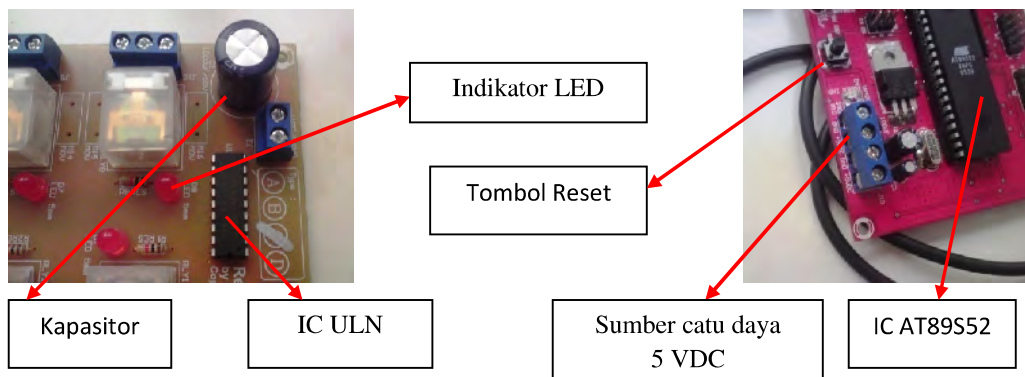 Indikator LED
Tombol Reset
Kapasitor
IC ULN
Sumber catu daya
5 VDC
IC AT89S52